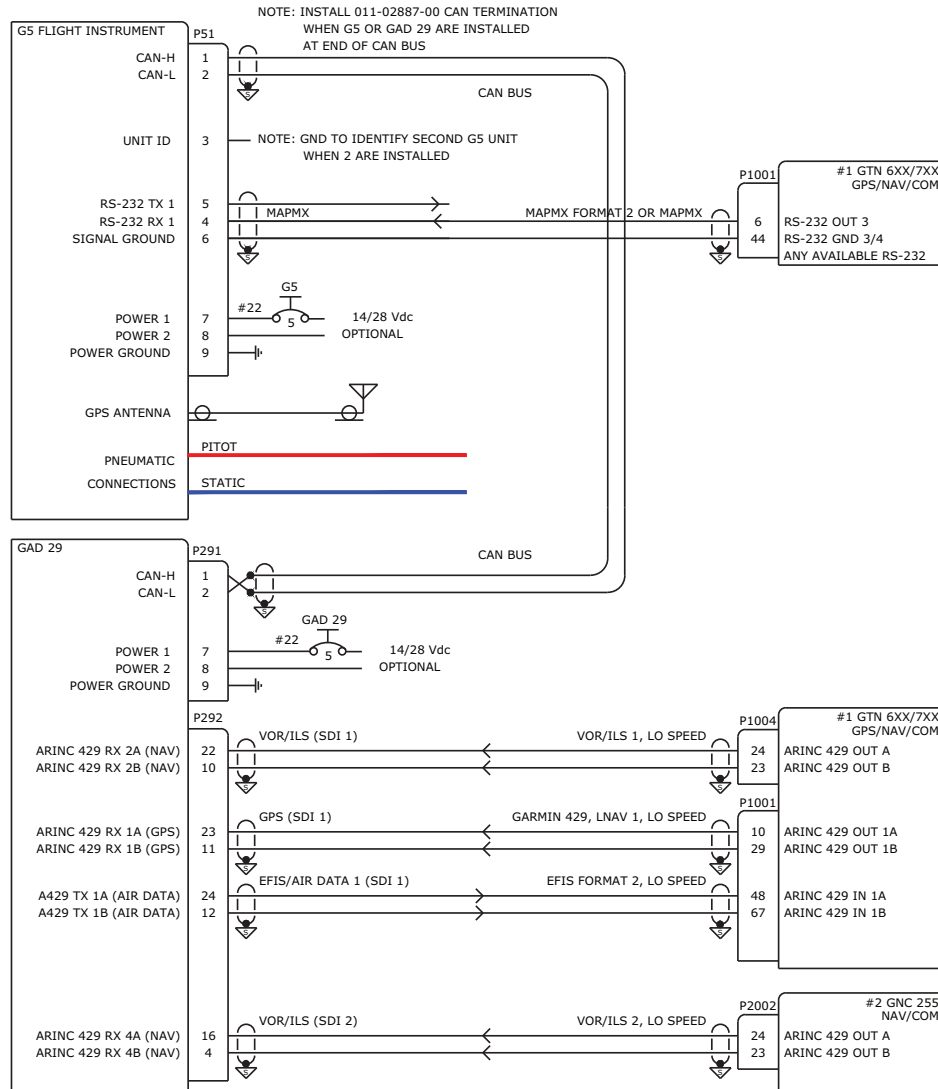 NOTE: INSTALL 011-02887-00 CAN TERMINATION
WHEN G5 OR GAD 29 ARE INSTALLED
AT END OF CAN BUS
G5 FLIGHT INSTRUMENT
P51
CAN-H 1
CAN-L 2
CAN BUS
UNIT ID 3 NOTE: GND TO IDENTIFY SECOND G5 UNIT
WHEN 2 ARE INSTALLED
P1001
#1 GTN 6XX/7XX
GPS/NAV/COM
RS-232 TX 1 5
RS-232 RX 1 4 MAPMX MAPMX FORMAT 2 OR MAPMX 6 RS-232 OUT 3
SIGNAL GROUND 6 44 RS-232 GND 3/4
ANY AVAILABLE RS-232
G5
#22
POWER 1 7 5 14/28 Vdc
POWER 2 8 OPTIONAL
POWER GROUND 9
GPS ANTENNA
PITOT
PNEUMATIC
CONNECTIONS STATIC
GAD 29
P291
CAN BUS
CAN-H 1
CAN-L 2
GAD 29
#22
POWER 1 7 5 14/28 Vdc
POWER 2 8 OPTIONAL
POWER GROUND 9
P292
P1004
#1 GTN 6XX/7XX
GPS/NAV/COM
VOR/ILS (SDI 1) VOR/ILS 1, LO SPEED
ARINC 429 RX 2A (NAV) 22 24 ARINC 429 OUT A
ARINC 429 RX 2B (NAV) 10 23 ARINC 429 OUT B
P1001
GPS (SDI 1) GARMIN 429, LNAV 1, LO SPEED
ARINC 429 RX 1A (GPS) 23 10 ARINC 429 OUT 1A
ARINC 429 RX 1B (GPS) 11 29 ARINC 429 OUT 1B
EFIS/AIR DATA 1 (SDI 1) EFIS FORMAT 2, LO SPEED
A429 TX 1A (AIR DATA) 24 48 ARINC 429 IN 1A
A429 TX 1B (AIR DATA) 12 67 ARINC 429 IN 1B
P2002
#2 GNC 255
NAV/COM
VOR/ILS (SDI 2) VOR/ILS 2, LO SPEED
ARINC 429 RX 4A (NAV) 16 24 ARINC 429 OUT A
ARINC 429 RX 4B (NAV) 4 23 ARINC 429 OUT B